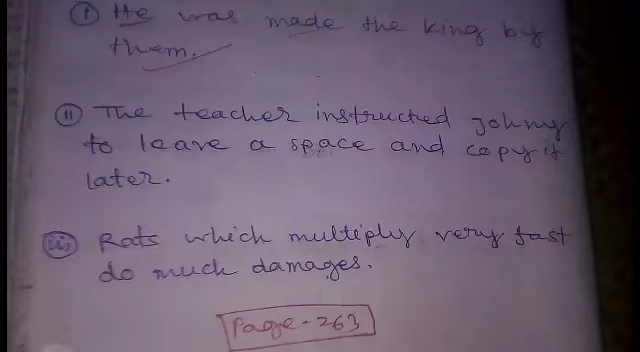 (i) He was made the king by
them.
(ii) The teacher instructed Johny
to leave a space and copy it
later.
(iii) Rats which multiply very fast
do much damages.
Page-263